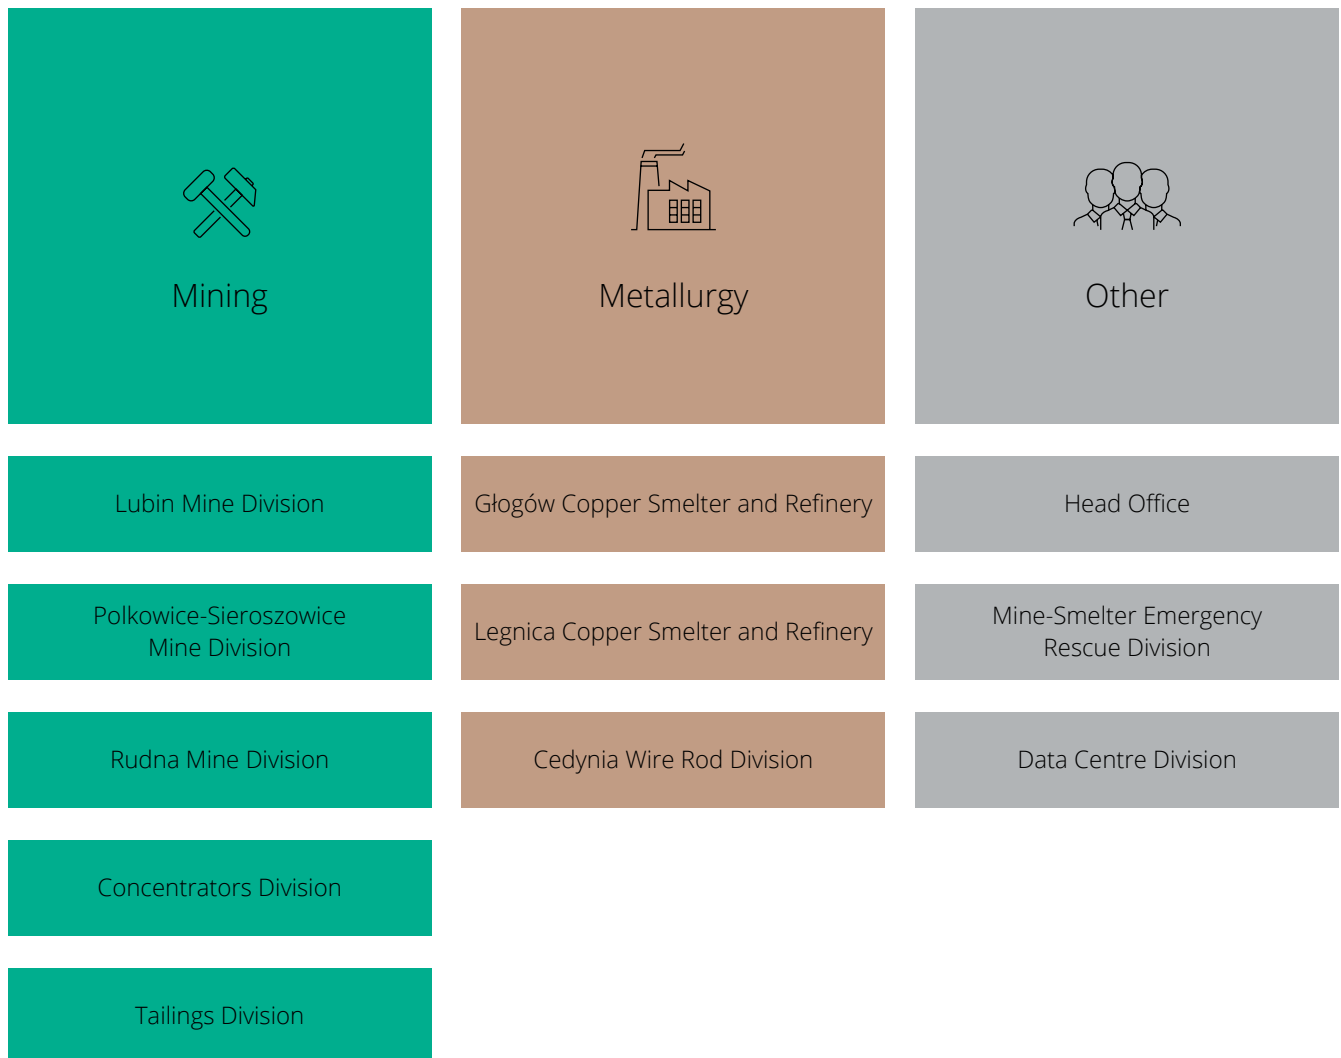 Mining
Metallurgy
Other
Lubin Mine Division
Głogów Copper Smelter and Refinery
Head Office
Polkowice-Sieroszowice
Mine Division
Legnica Copper Smelter and Refinery
Mine-Smelter Emergency
Rescue Division
Rudna Mine Division
Cedynia Wire Rod Division
Data Centre Division
Concentrators Division
Tailings Division